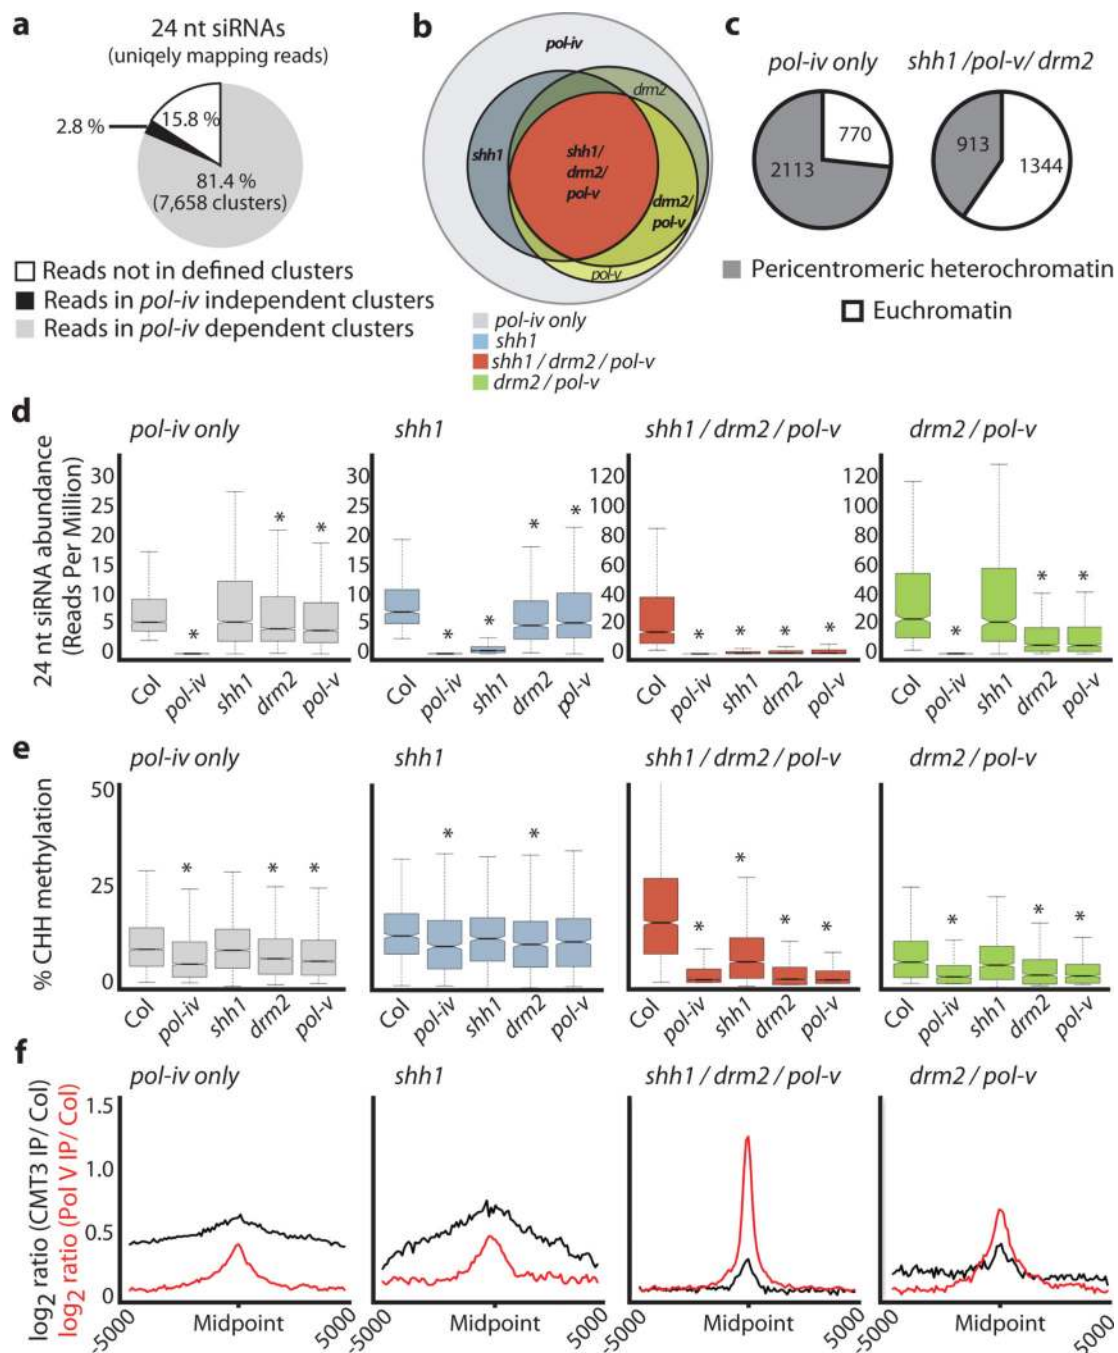 a
24 nt siRNAs
(uniqely mapping reads)
2.8 %
15.8 %
81.4 %
(7,658 clusters)
Reads not in defined clusters
Reads in pol-iv independent clusters
Reads in pol-iv dependent clusters
b
pol-iv
drm2
shh1
shh1/
drm2/
pol-v
drm2/
pol-v
pol-v
pol-iv only
shh1
shh1 / drm2 / pol-v
drm2 / pol-v
c
pol-iv only
shh1 /pol-v/ drm2
770
2113
913
1344
Pericentromeric heterochromatin
Euchromatin
d
24 nt siRNA abundance
(Reads Per Million)
pol-iv only
30
25
20
15
10
5
0
* * *
Col pol-iv shh1 drm2 pol-v
shh1
30
25
20
15
10
5
0
* * * *
Col pol-iv shh1 drm2 pol-v
shh1 / drm2 / pol-v
120
100
80
60
40
20
0
* * * *
Col pol-iv shh1 drm2 pol-v
drm2 / pol-v
120
100
80
60
40
20
0
* * *
Col pol-iv shh1 drm2 pol-v
e
% CHH methylation
50
25
0
pol-iv only
* * *
Col pol-iv shh1 drm2 pol-v
shh1
* *
Col pol-iv shh1 drm2 pol-v
shh1 / drm2 / pol-v
* * * *
Col pol-iv shh1 drm2 pol-v
drm2 / pol-v
* * *
Col pol-iv shh1 drm2 pol-v
f
log2 ratio (CMT3 IP/ Col)
log2 ratio (Pol V IP/ Col)
1.5
1.0
0.5
0
pol-iv only
-5000 Midpoint 5000
shh1
Midpoint 5000
shh1 / drm2 / pol-v
-5000 Midpoint 5000
drm2 / pol-v
-5000 Midpoint 5000